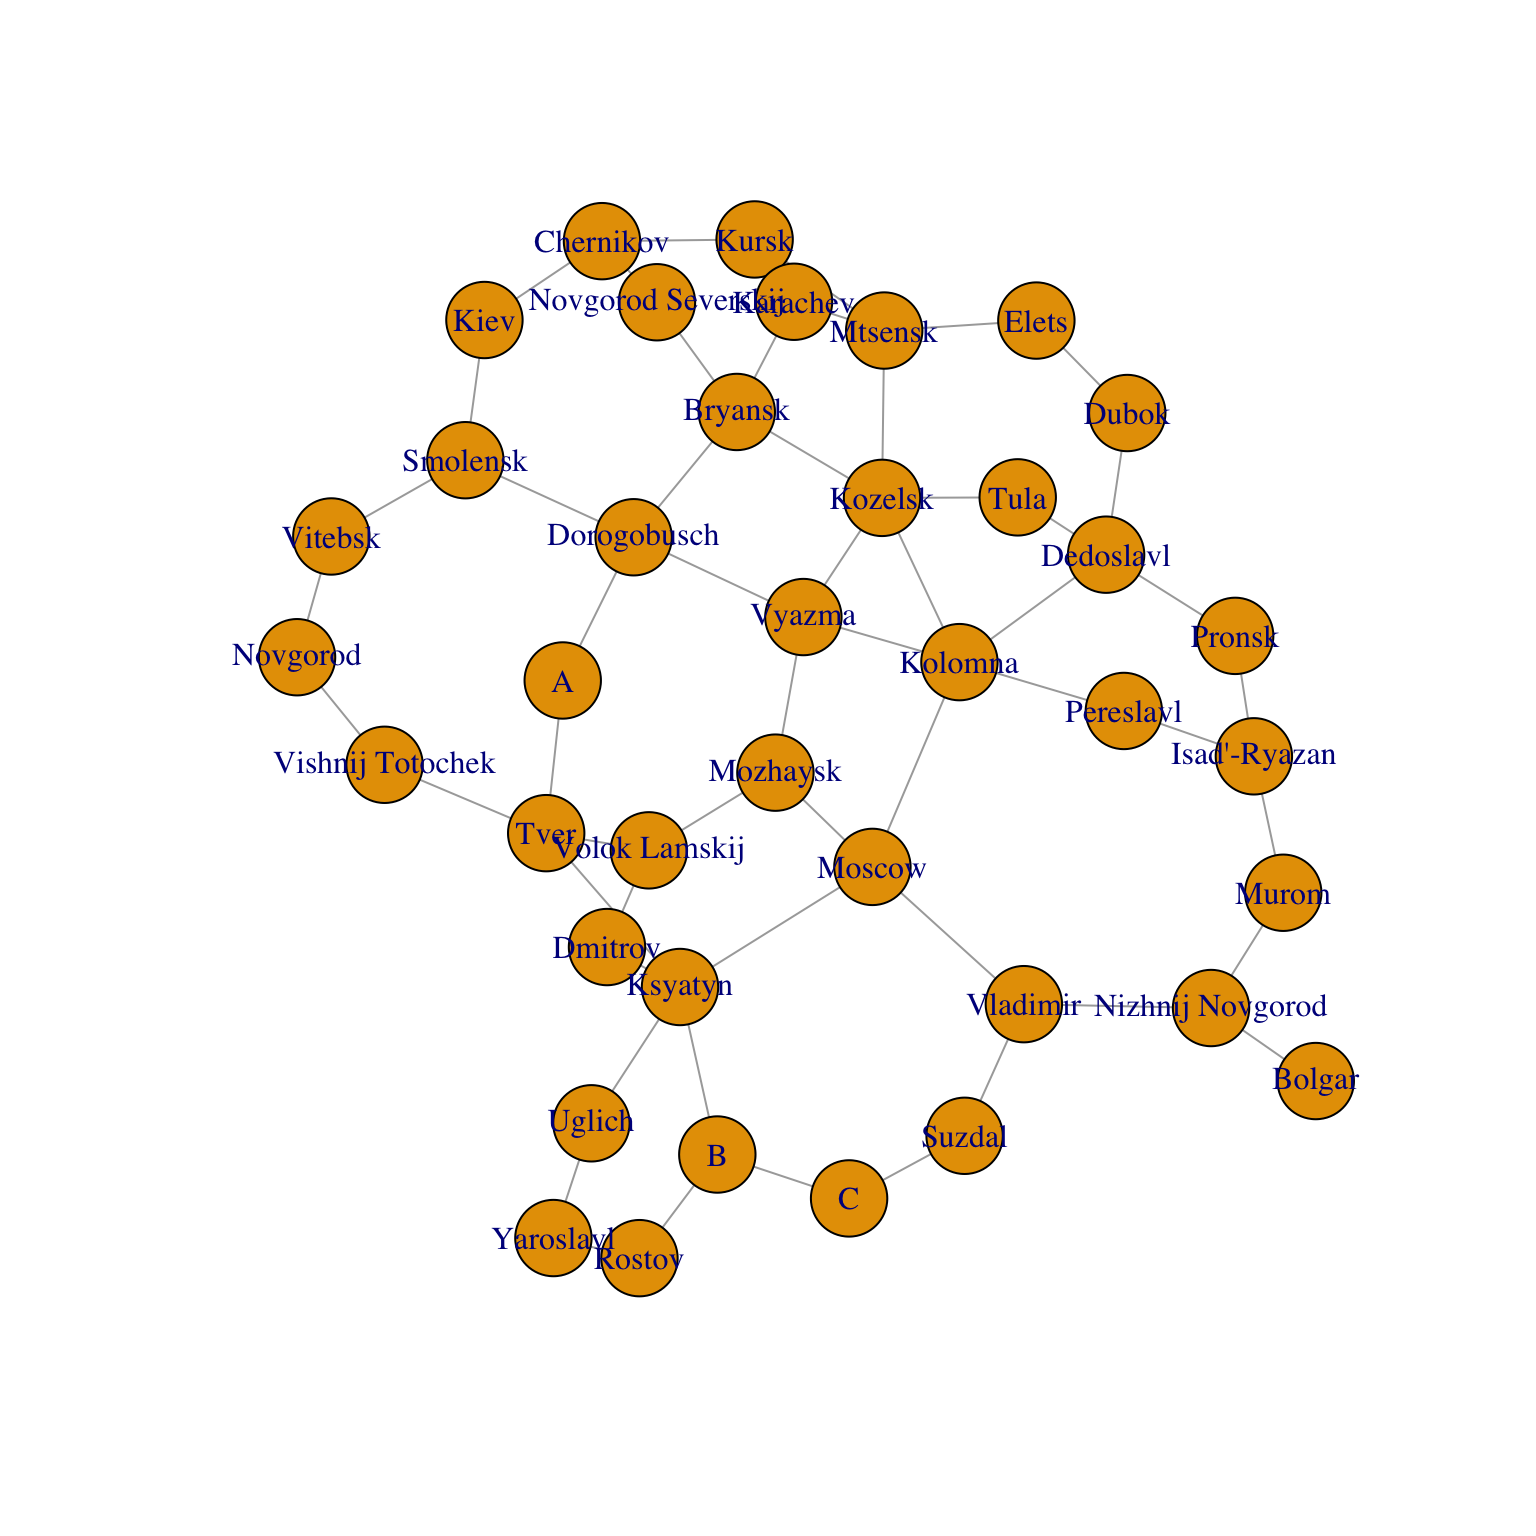 Chernikov
Kursk
Novgorod Severskij
Karachev
Kiev
Mtsensk
Elets
Bryansk
Dubok
Smolensk
Kozelsk
Tula
Vitebsk
Dorogobusch
Dedoslavl
Vyazma
Pronsk
Novgorod
Kolomna
A
Pereslavl
Isad'-Ryazan
Vishnij Totochek
Mozhaysk
Tver
Volok Lamskij
Moscow
Murom
Dmitrov
Ksyatyn
Vladimir
Nizhnij Novgorod
Bolgar
Uglich
Suzdal
B
C
Yaroslavl
Rostov